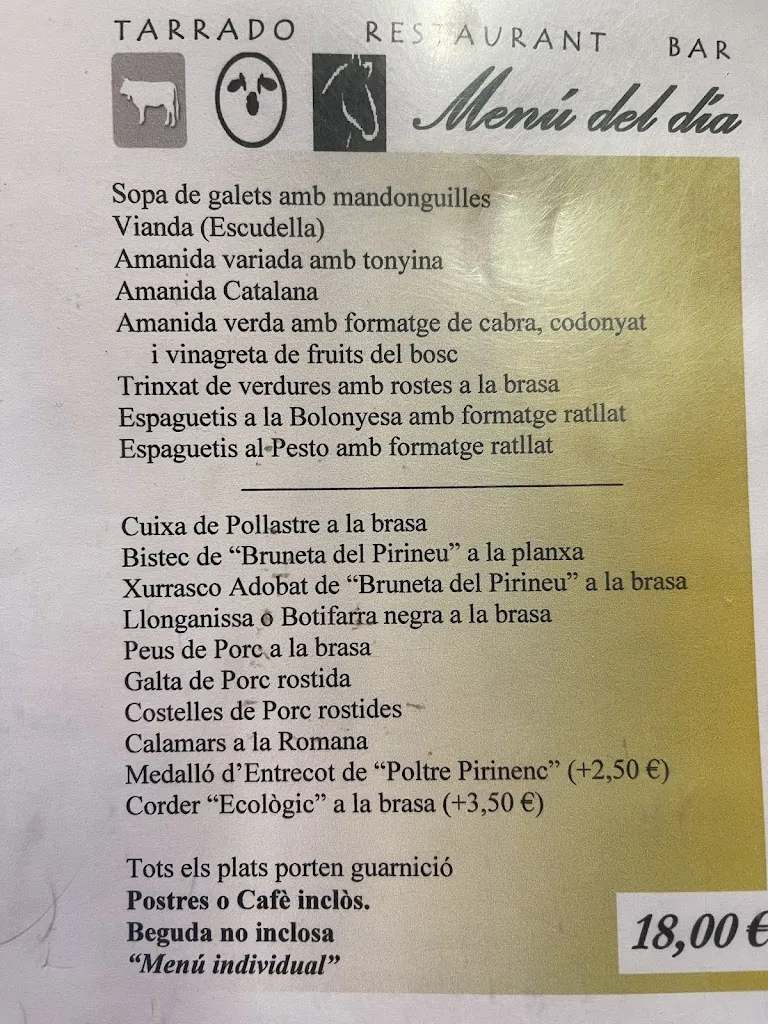 TARRADO RESTAURANT BAR
Menú del día
Sopa de galets amb mandonguilles
Vianda (Escudella)
Amanida variada amb tonyina
Amanida Catalana
Amanida verda amb formatge de cabra, codonyat
i vinagreta de fruits del bosc
Trinxat de verdures amb rostes a la brasa
Espaguetis a la Bolonyesa amb formatge ratllat
Espaguetis al Pesto amb formatge ratllat
Cuixa de Pollastre a la brasa
Bistec de “Bruneta del Pirineu” a la planxa
Xurrasco Adobat de “Bruneta del Pirineu” a la brasa
Llonganissa o Botifarra negra a la brasa
Peus de Porc a la brasa
Galta de Porc rostida
Costelles de Porc rostides
Calamars a la Romana
Medalló d’Entrecot de “Poltre Pirinenc” (+2,50 €)
Corder “Ecològic” a la brasa (+3,50 €)
Tots els plats porten guarnició
Postres o Cafè inclòs.
Beguda no inclosa
“Menú individual”
18,00 €